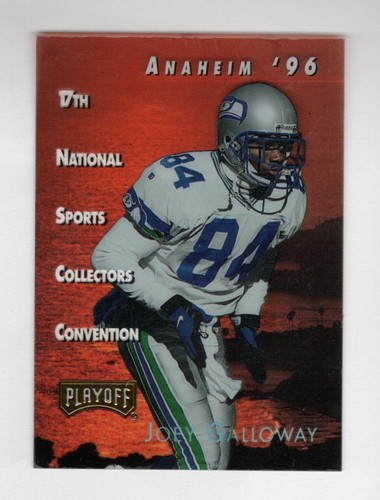 ANAHEIM '96
17TH
NATIONAL
SPORTS
COLLECTORS
CONVENTION
84
84
PLAYOFF®
JOEY GALLOWAY